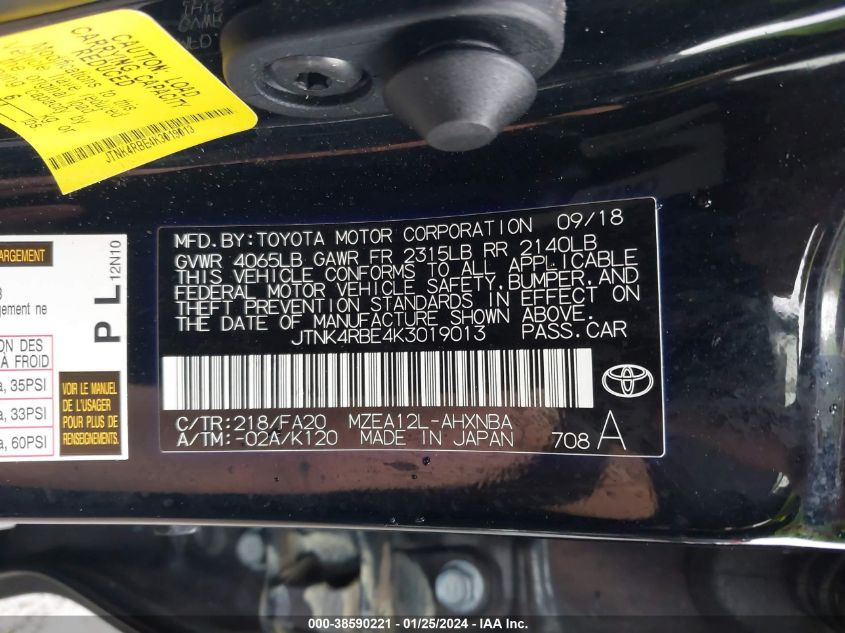 CAUTION, LOAD
CARRYING CAPACITY
REDUCED
JTNK4RBE4K3019013
MFD.BY:TOYOTA MOTOR CORPORATION 09/18
GVWR 4065LB GAWR FR 2315LB RR 2140LB
THIS VEHICLE CONFORMS TO ALL APPLICABLE
FEDERAL MOTOR VEHICLE SAFETY,BUMPER,AND
THEFT PREVENTION STANDARDS IN EFFECT ON
THE DATE OF MANUFACTURE SHOWN ABOVE.
JTNK4RBE4K3019013 PASS.CAR
C/TR:218/FA20 MZEA12L-AHXNBA
A/TM:-02A/K120 MADE IN JAPAN 708 A
P L 12N10
VOIR LE MANUEL
DE L'USAGER
POUR PLUS DE
RENSEIGNEMENTS
35PSI
33PSI
60PSI
000-38590221 - 01/25/2024 - IAAI, Inc.